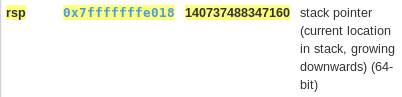 rsp 0x7fffffffe018 140737488347160 stack pointer
(current location
in stack, growing
downwards) (64-
bit)